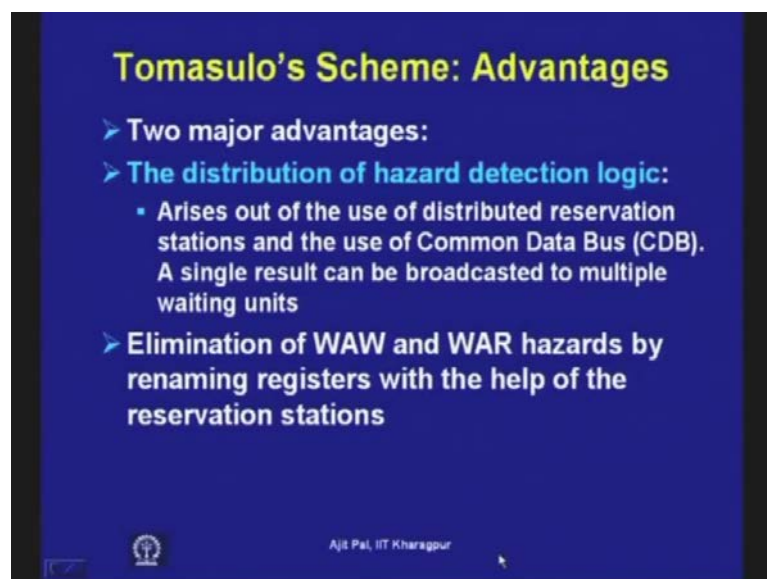 Tomasulo's Scheme: Advantages
Two major advantages:
The distribution of hazard detection logic:
Arises out of the use of distributed reservation
stations and the use of Common Data Bus (CDB).
A single result can be broadcasted to multiple
waiting units
Elimination of WAW and WAR hazards by
renaming registers with the help of the
reservation stations
Ajit Pal, IIT Kharagpur